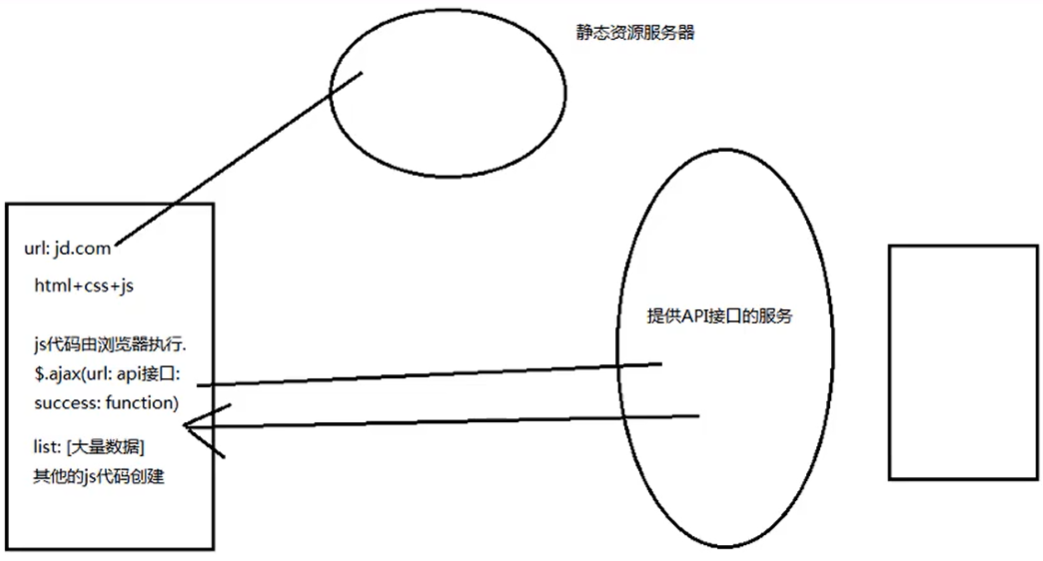 静态资源服务器
url: jd.com
html+css+js
提供API接口的服务
js代码由浏览器执行.
$.ajax(url: api接口:
success: function)
list: [大量数据]
其他的js代码创建